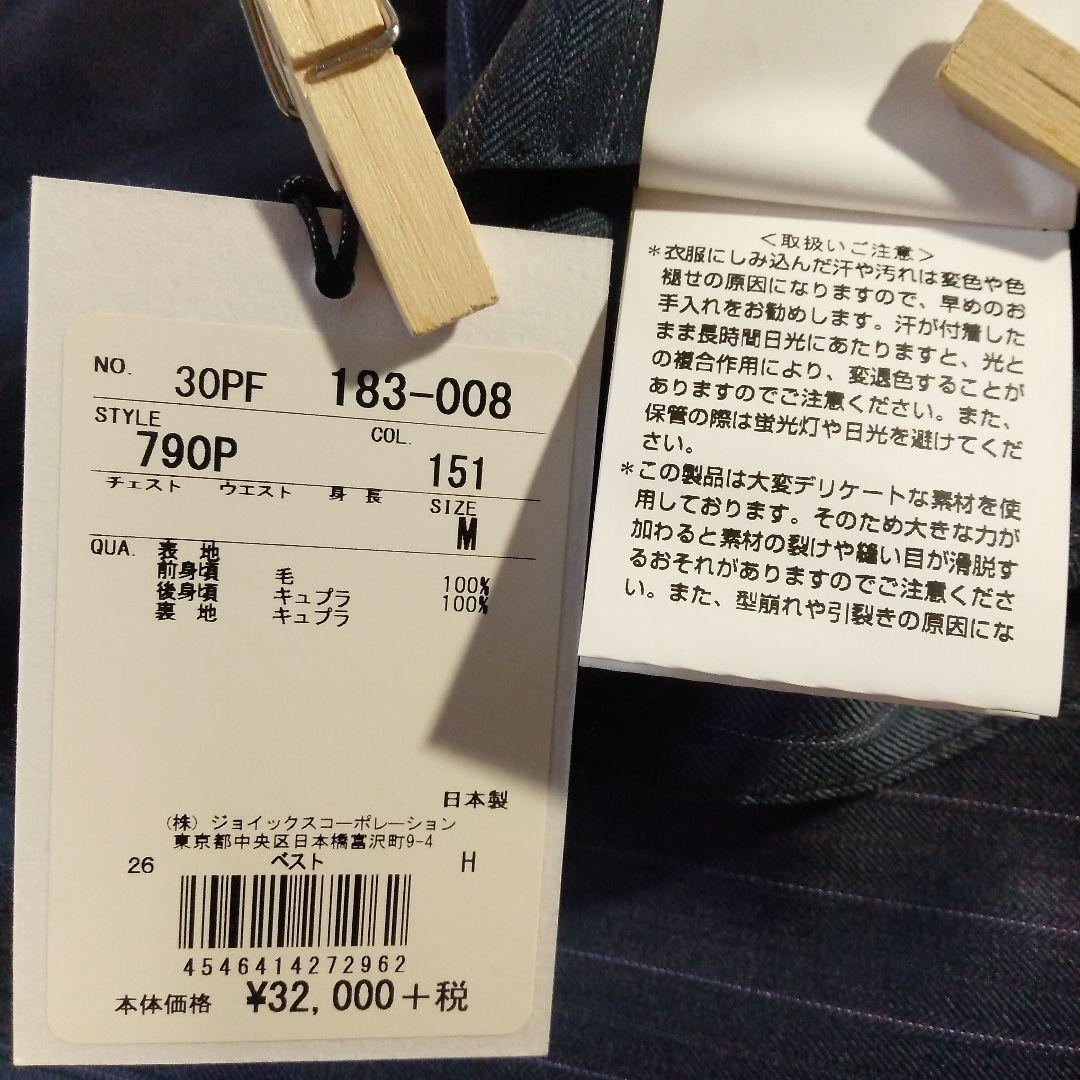 NO. 30PF 183-008
STYLE COL.
790P 151
チェスト ウエスト 身長 SIZE
M
QUA. 表地
前身頃 毛 100%
後身頃 キュプラ 100%
裏地 キュプラ
日本製
(株)ジョイックスコーポレーション
東京都中央区日本橋富沢町9-4
26 ベスト H
4546414272962
本体価格 ¥32,000+税
<取扱いご注意>
*衣服にしみ込んだ汗や汚れは変色や色
褪せの原因になりますので、早めのお
手入れをお勧めします。汗が付着した
まま長時間日光にあたりますと、光と
の複合作用により、変退色することが
ありますのでご注意ください。また、
保管の際は蛍光灯や日光を避けてくだ
さい。
*この製品は大変デリケートな素材を使
用しております。そのため大きな力が
加わると素材の裂けや縫い目が滑脱す
るおそれがありますのでご注意くださ
い。また、型崩れや引裂きの原因にな